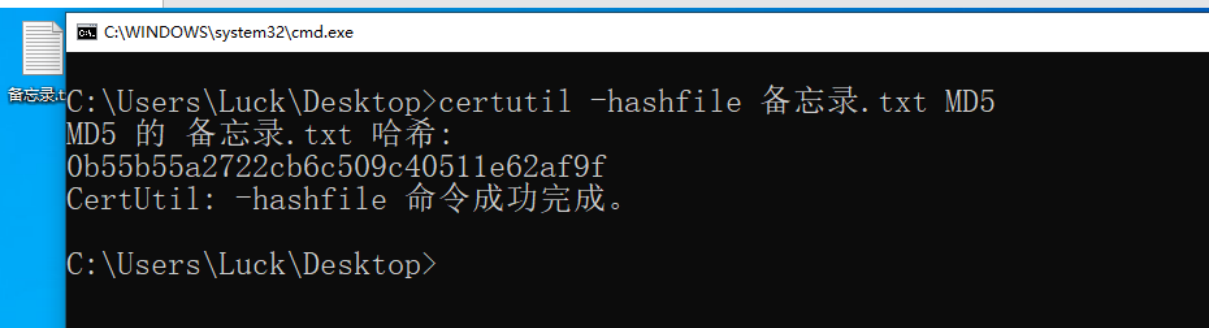 C:\WINDOWS\system32\cmd.exe
备忘录.t
C:\Users\Luck\Desktop>certutil -hashfile 备忘录.txt MD5
MD5 的 备忘录.txt 哈希:
0b55b55a2722cb6c509c40511e62af9f
CertUtil: -hashfile 命令成功完成。
C:\Users\Luck\Desktop>